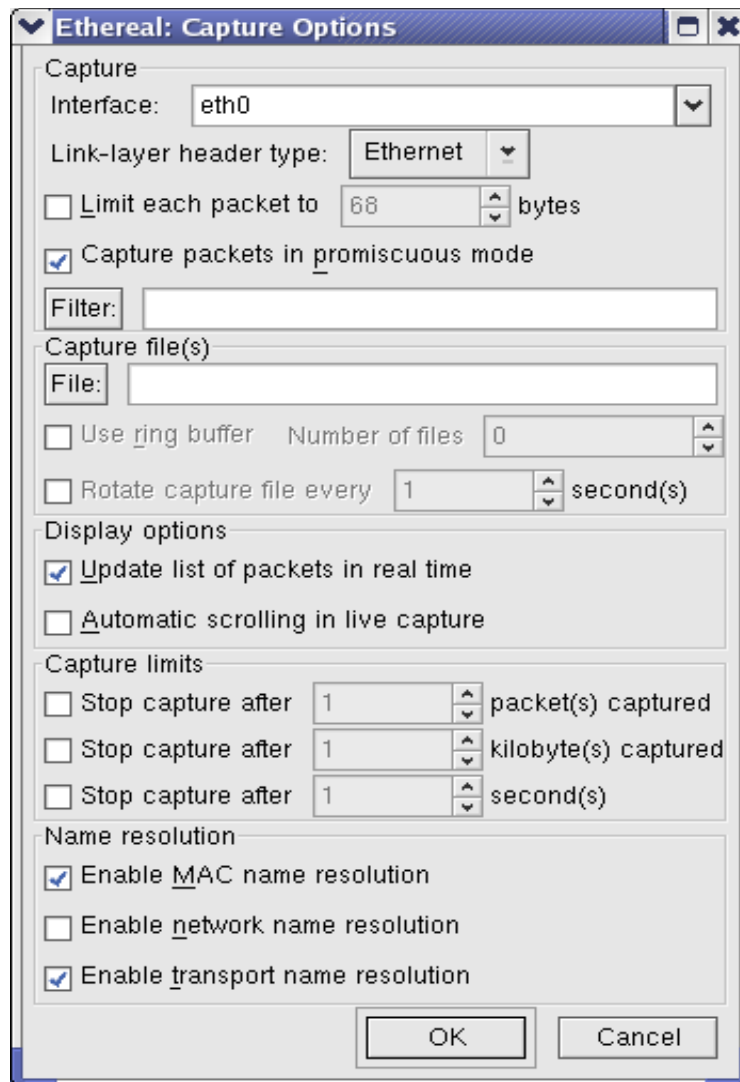 Ethereal: Capture Options
Capture
Interface: eth0
Link-layer header type: Ethernet
Limit each packet to 68 bytes
Capture packets in promiscuous mode
Filter:
Capture file(s)
File:
Use ring buffer Number of files 0
Rotate capture file every 1 second(s)
Display options
Update list of packets in real time
Automatic scrolling in live capture
Capture limits
Stop capture after 1 packet(s) captured
Stop capture after 1 kilobyte(s) captured
Stop capture after 1 second(s)
Name resolution
Enable MAC name resolution
Enable network name resolution
Enable transport name resolution
OK Cancel